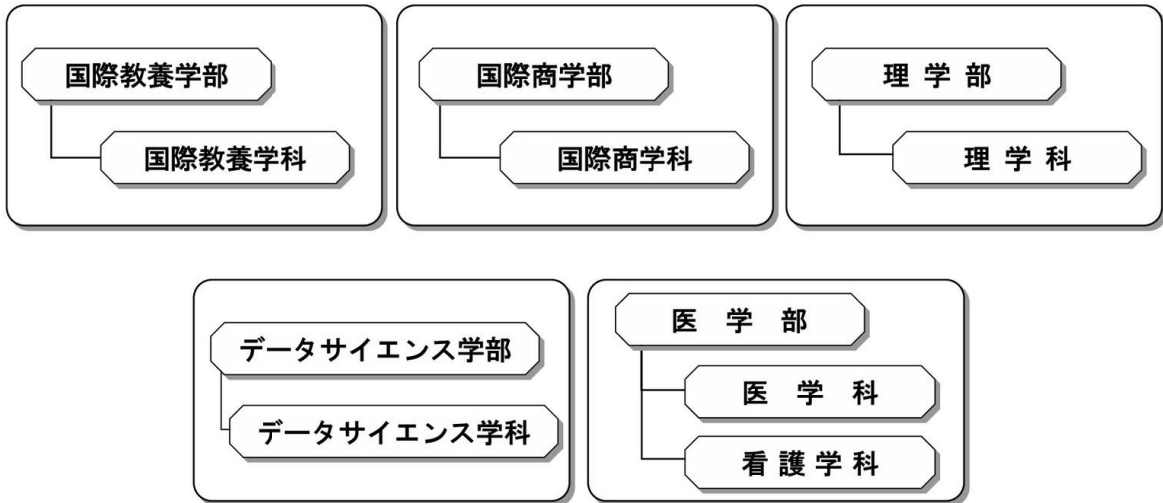 国際教養学部
国際教養学科
国際商学部
国際商学科
理学部
理学科
データサイエンス学部
データサイエンス学科
医学部
医学科
看護学科